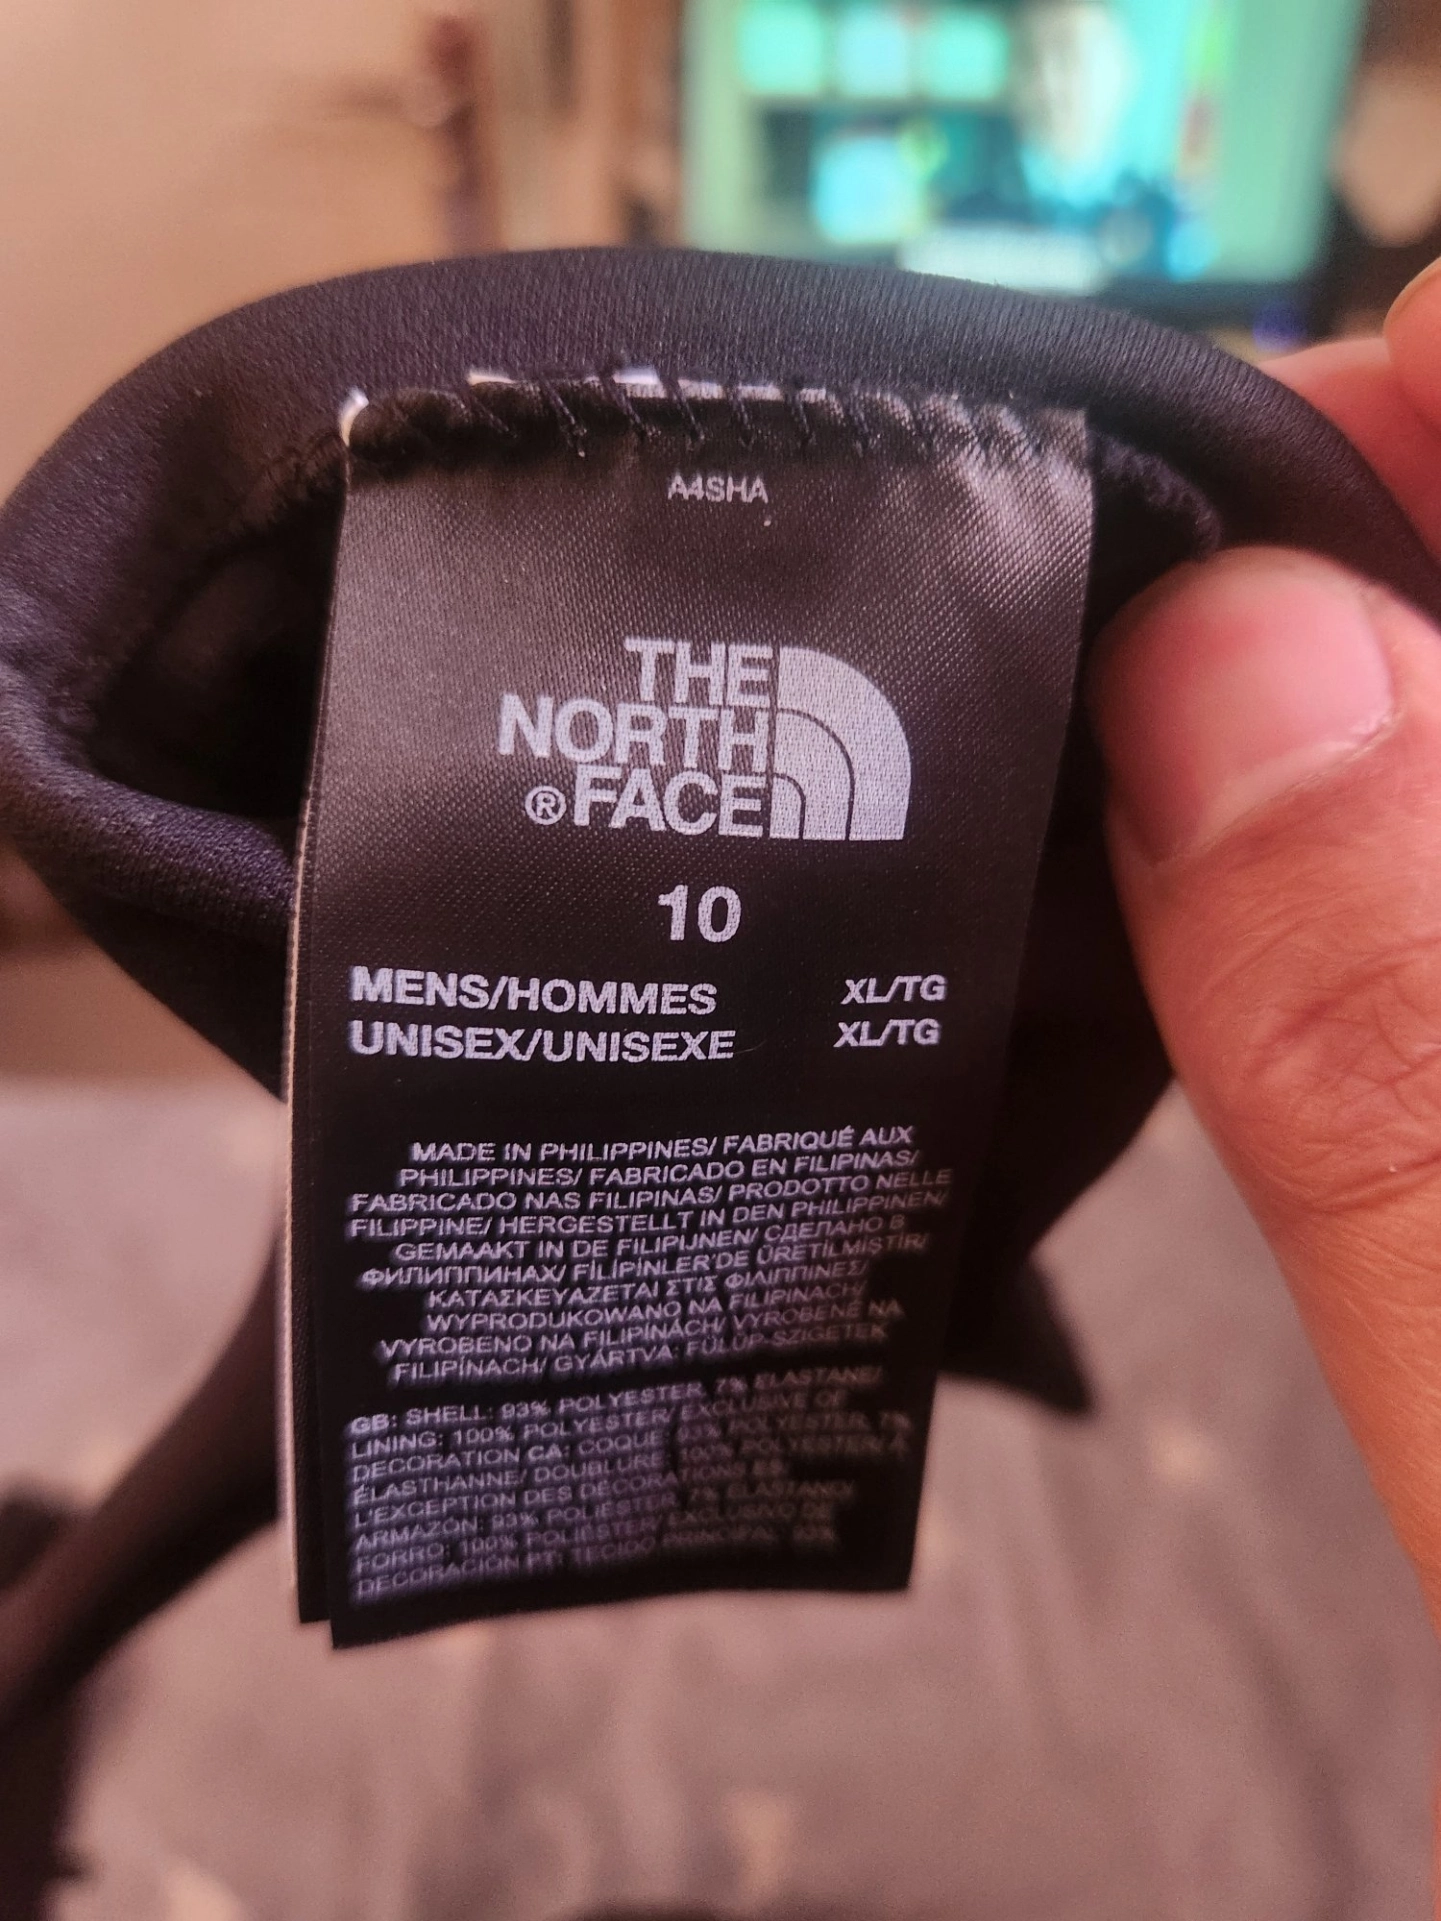 A4SHA
THE
NORTH
® FACE
10
MENS/HOMMES XL/TG
UNISEX/UNISEXE XL/TG
MADE IN PHILIPPINES/ FABRIQUÉ AUX
PHILIPPINES/ FABRICADO EN FILIPINAS/
FABRICADO NAS FILIPINAS/ PRODOTTO NELLE
FILIPPINE/ HERGESTELLT IN DEN PHILIPPINEN/
GEMAAKT IN DE FILIPIJNEN/ СДЕЛАНО В
ФИЛИППИНАХ/ FİLİPİNLER'DE ÜRETİLMİŞTİR/
ΚΑΤΑΣΚΕΥΑΖΕΤΑΙ ΣΤΙΣ ΦΙΛΙΠΠΙΝΕΣ/
WYPRODUKOWANO NA FILIPINACH/
VYROBENO NA FILIPÍNÁCH/ VYROBENÉ NA
FILIPÍNACH/ GYÁRTVA: FÜLÖP-SZIGETEK
GB: SHELL: 93% POLYESTER, 7% ELASTANE/
LINING: 100% POLYESTER/ EXCLUSIVE OF
DECORATION CA: COQUE: 93% POLYESTER, 7%
ÉLASTHANNE/ DOUBLURE: 100% POLYESTER/ À
L'EXCEPTION DES DÉCORATIONS ES:
ARMAZÓN: 93% POLIÉSTER, 7% ELASTANO/
FORRO: 100% POLIÉSTER/ EXCLUSIVO DE
DECORACIÓN PT: TECIDO PRINCIPAL: 93%